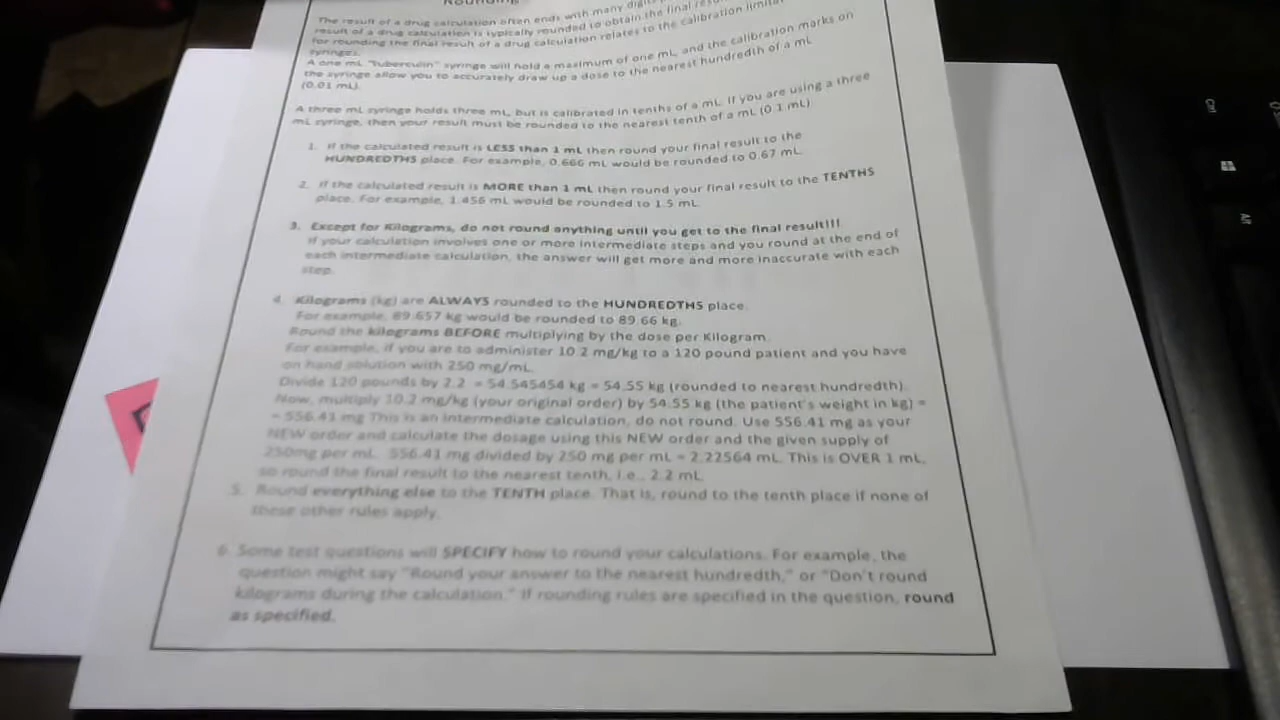 Rounding
The result of a drug calculation often ends with many digits
result of a drug calculation is typically rounded to obtain the final
for rounding the final result of a drug calculation relates to the calibration
syringes.
A one mL "Tuberculin" syringe will hold a maximum of one mL, and the calibration marks on
the syringe allow you to accurately draw up a dose to the nearest hundredth of a mL
(0.01 mL).
A three mL syringe holds three mL, but is calibrated in tenths of a mL. If you are using a three
mL syringe, then your result must be rounded to the nearest tenth of a mL (0.1 mL)
1. If the calculated result is LESS than 1 mL then round your final result to the
HUNDREDTHS place. For example, 0.666 mL would be rounded to 0.67 mL.
2. If the calculated result is MORE than 1 mL then round your final result to the TENTHS
place. For example, 1.456 mL would be rounded to 1.5 mL.
3. Except for Kilograms, do not round anything until you get to the final result!!!
If your calculation involves one or more intermediate steps and you round at the end of
each intermediate calculation, the answer will get more and more inaccurate with each
step.
4. Kilograms (kg) are ALWAYS rounded to the HUNDREDTHS place.
For example, 89.657 kg would be rounded to 89.66 kg.
Round the kilograms BEFORE multiplying by the dose per Kilogram.
For example, if you are to administer 10.2 mg/kg to a 120 pound patient and you have
on hand solution with 250 mg/mL.
Divide 120 pounds by 2.2 = 54.545454 kg = 54.55 kg (rounded to nearest hundredth).
Now, multiply 10.2 mg/kg (your original order) by 54.55 kg (the patient's weight in kg) =
= 556.41 mg This is an intermediate calculation, do not round. Use 556.41 mg as your
NEW order and calculate the dosage using this NEW order and the given supply of
250mg per mL. 556.41 mg divided by 250 mg per mL = 2.22564 mL. This is OVER 1 mL,
so round the final result to the nearest tenth, i.e., 2.2 mL
5. Round everything else to the TENTH place. That is, round to the tenth place if none of
these other rules apply.
6. Some test questions will SPECIFY how to round your calculations. For example, the
question might say "Round your answer to the nearest hundredth," or "Don't round
kilograms during the calculation." If rounding rules are specified in the question, round
as specified.
Ctrl
Alt